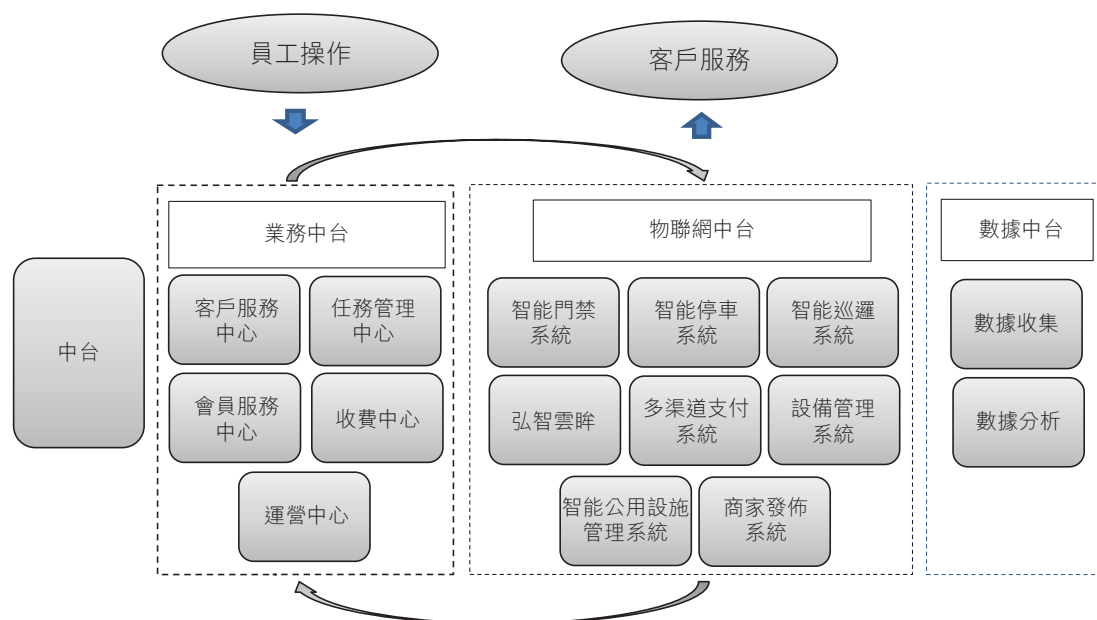 員工操作
客戶服務
業務中台
物聯網中台
數據中台
中台
客戶服務
中心
任務管理
中心
會員服務
中心
收費中心
運營中心
智能門禁
系統
智能停車
系統
智能巡邏
系統
弘智雲眸
多渠道支付
系統
設備管理
系統
智能公用設施
管理系統
商家發佈
系統
數據收集
數據分析